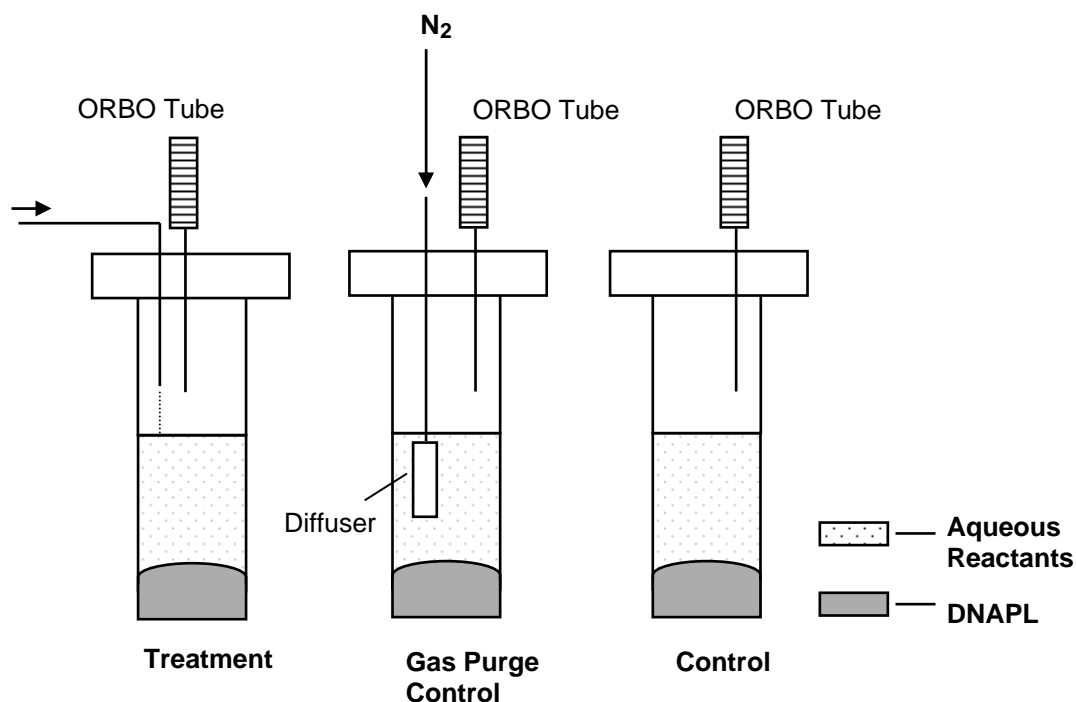 N2
ORBO Tube
ORBO Tube
ORBO Tube
Diffuser
Aqueous
Reactants
DNAPL
Treatment
Gas Purge
Control
Control